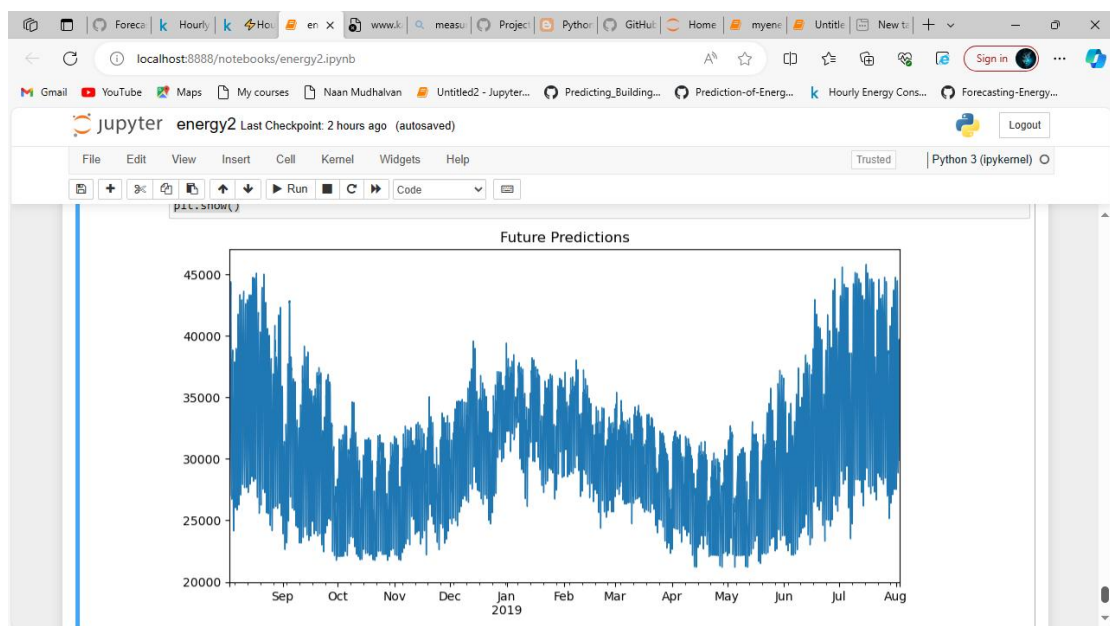 Foreca
Hourly
Hou
en
www.k
measu
Project
Python
GitHub
Home
myene
Untitle
New ta
localhost:8888/notebooks/energy2.ipynb
Sign in
Gmail YouTube Maps My courses Naan Mudhalvan Untitled2 - Jupyter... Predicting_Building... Prediction-of-Energ... Hourly Energy Cons... Forecasting-Energy...
jupyter energy2 Last Checkpoint: 2 hours ago (autosaved)
Logout
File Edit View Insert Cell Kernel Widgets Help
Trusted Python 3 (ipykernel)
Run Code
plt.show()
Future Predictions
45000
40000
35000
30000
25000
20000
Sep Oct Nov Dec Jan Feb Mar Apr May Jun Jul Aug
2019